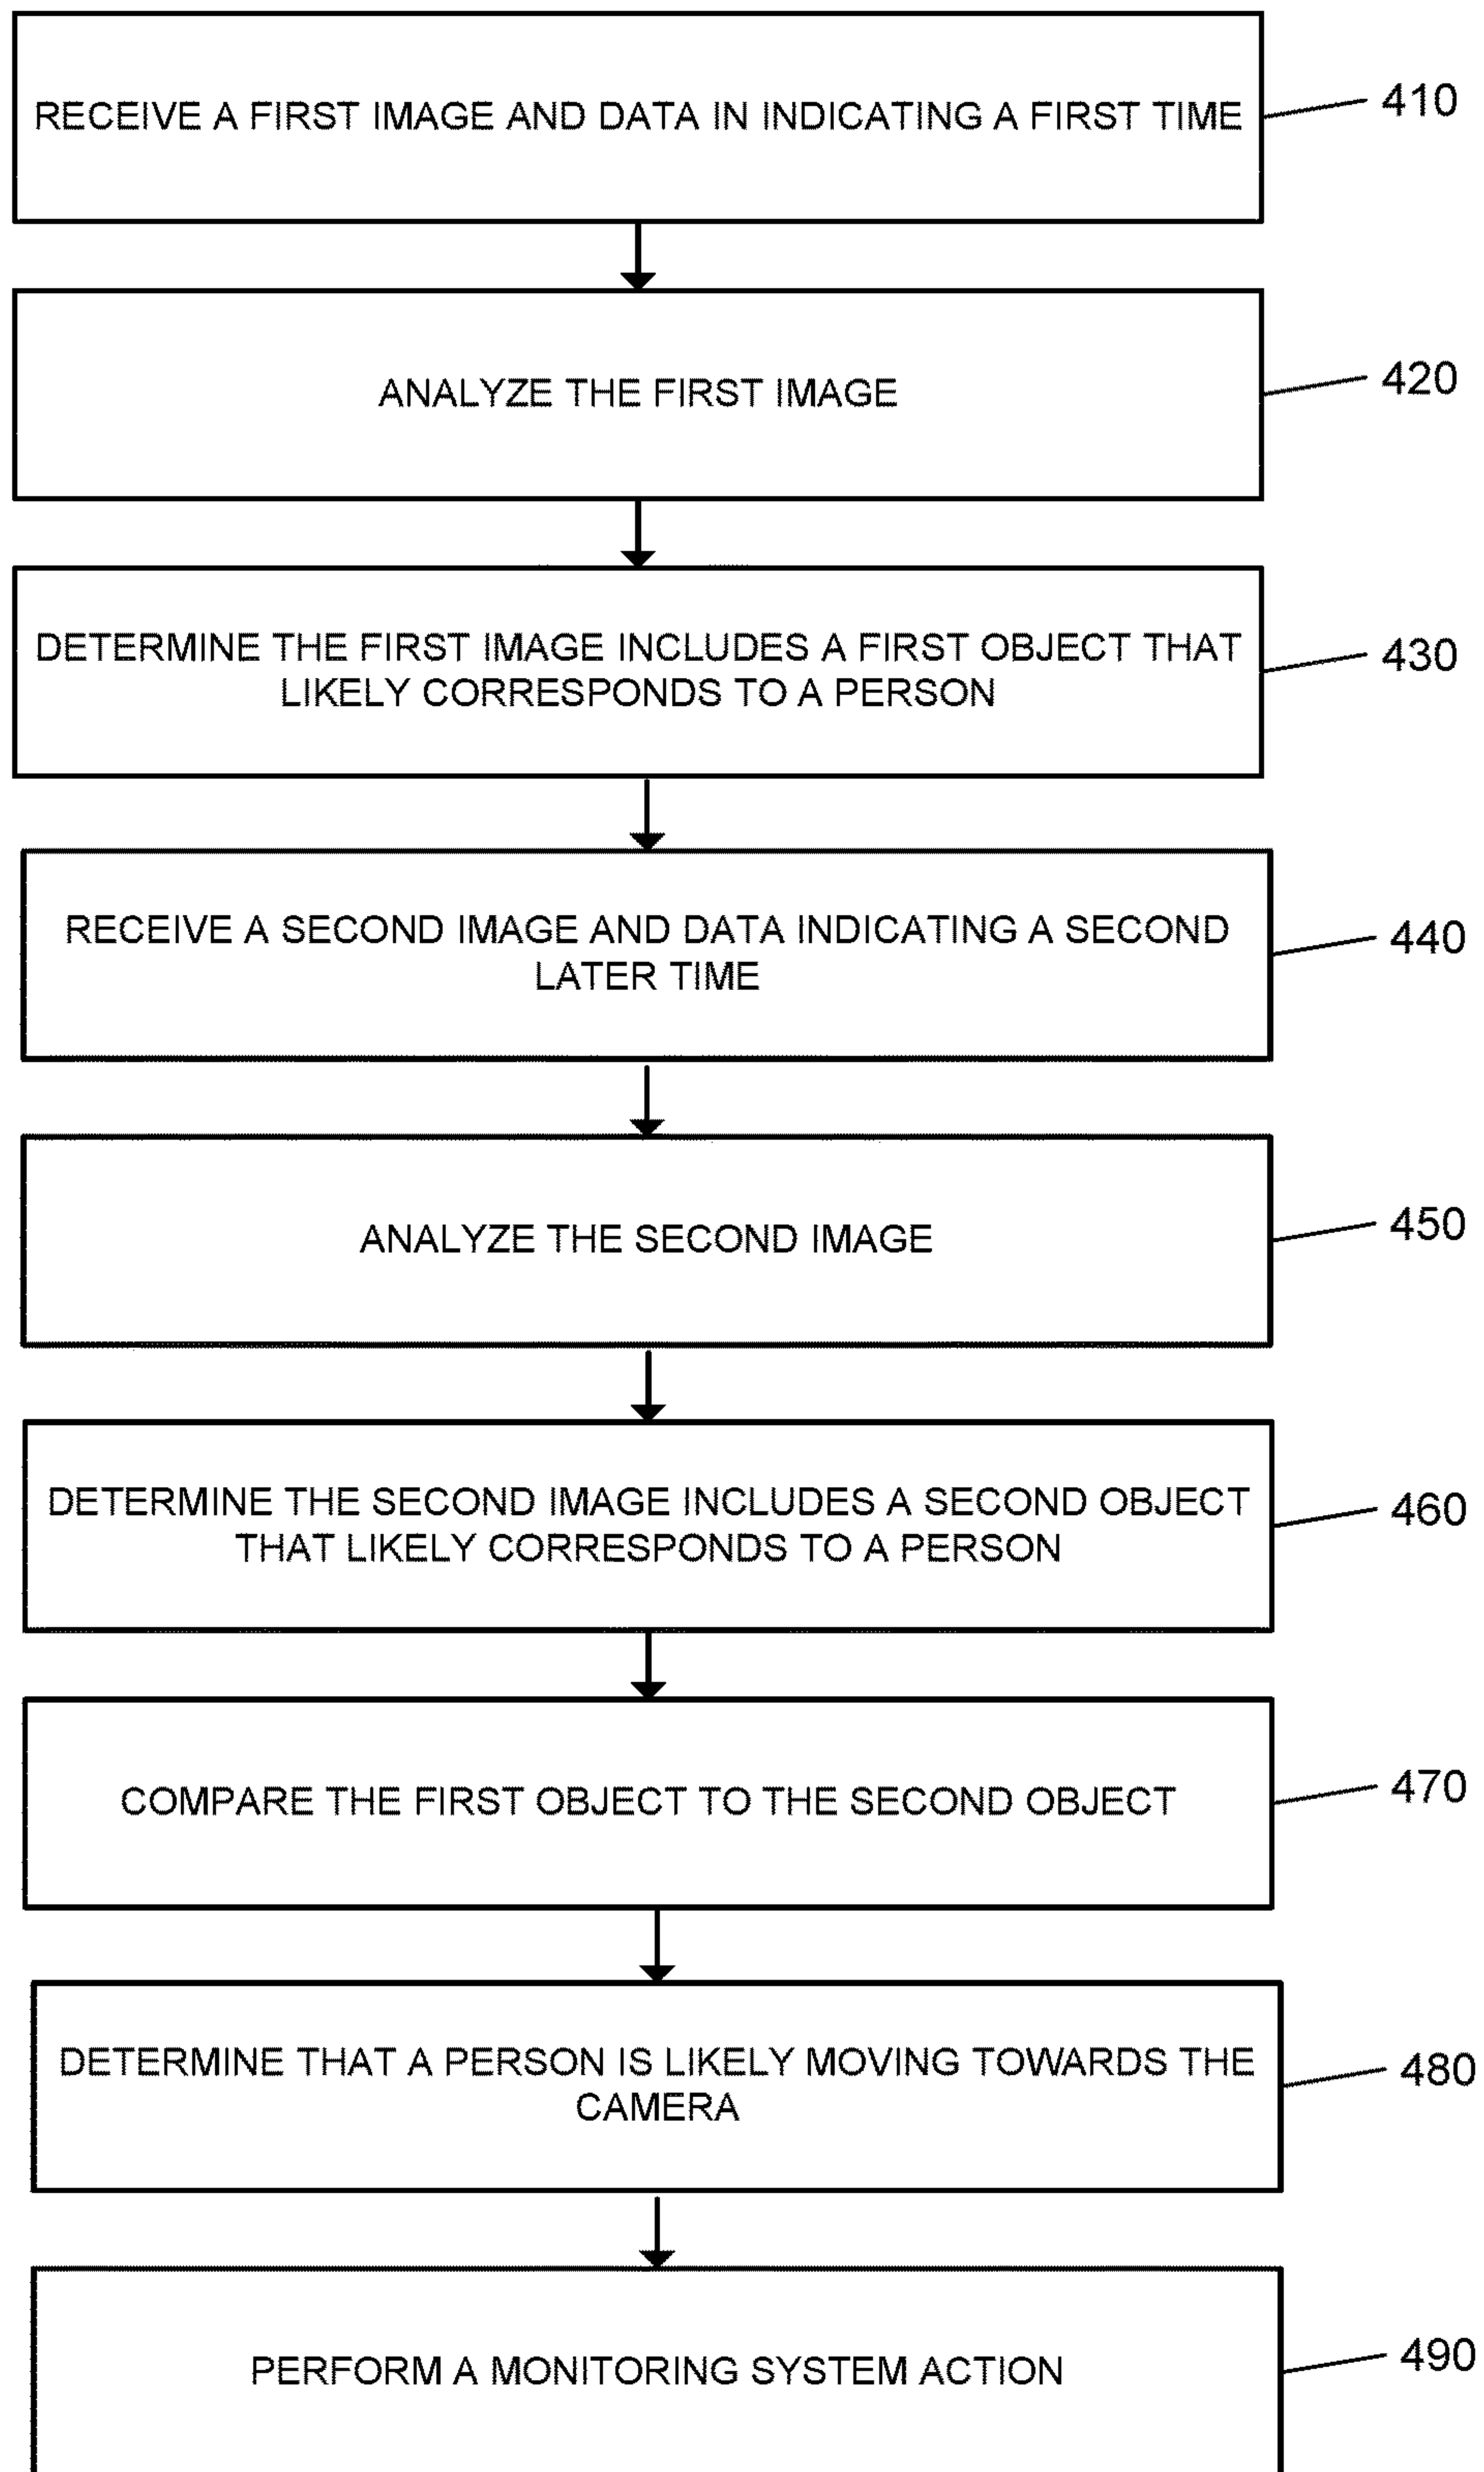 RECEIVE A FIRST IMAGE AND DATA IN INDICATING A FIRST TIME
410
ANALYZE THE FIRST IMAGE
420
DETERMINE THE FIRST IMAGE INCLUDES A FIRST OBJECT THAT
LIKELY CORRESPONDS TO A PERSON
430
RECEIVE A SECOND IMAGE AND DATA INDICATING A SECOND
LATER TIME
440
ANALYZE THE SECOND IMAGE
450
DETERMINE THE SECOND IMAGE INCLUDES A SECOND OBJECT
THAT LIKELY CORRESPONDS TO A PERSON
460
COMPARE THE FIRST OBJECT TO THE SECOND OBJECT
470
DETERMINE THAT A PERSON IS LIKELY MOVING TOWARDS THE
CAMERA
480
PERFORM A MONITORING SYSTEM ACTION
490